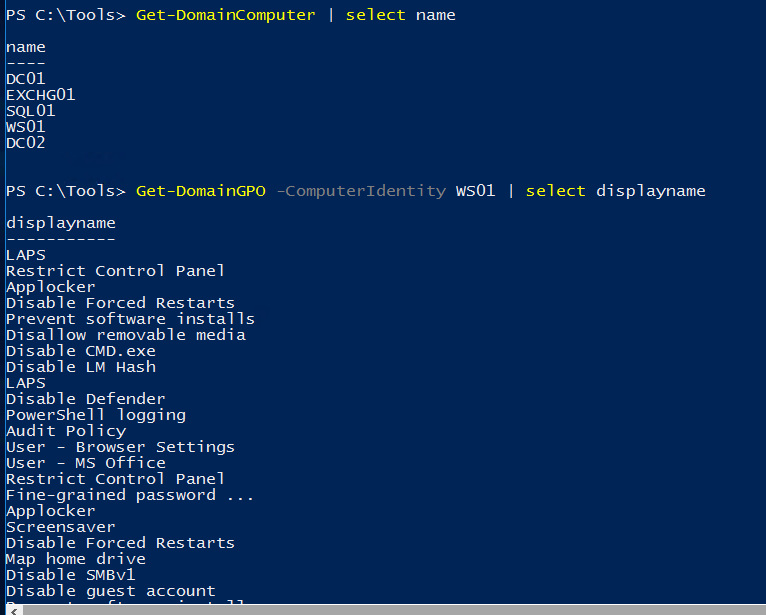 PS C:\Tools> Get-DomainComputer | select name
name
----
DC01
EXCHG01
SQL01
WS01
DC02
PS C:\Tools> Get-DomainGPO -ComputerIdentity WS01 | select displayname
displayname
-----------
LAPS
Restrict Control Panel
Applocker
Disable Forced Restarts
Prevent software installs
Disallow removable media
Disable CMD.exe
Disable LM Hash
LAPS
Disable Defender
PowerShell logging
Audit Policy
User - Browser Settings
User - MS Office
Restrict Control Panel
Fine-grained password ...
Applocker
Screensaver
Disable Forced Restarts
Map home drive
Disable SMBv1
Disable guest account